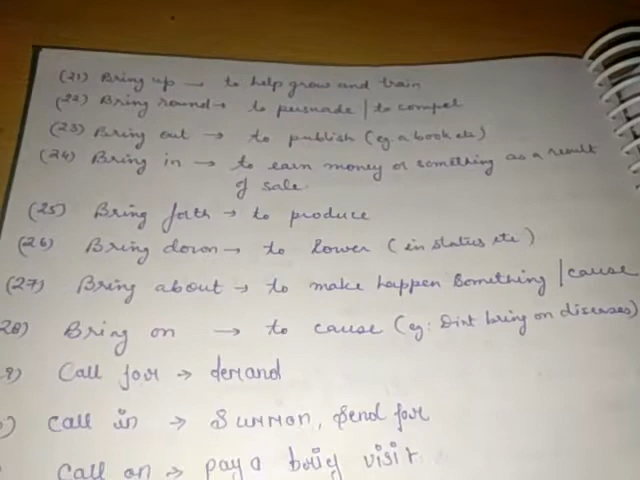 (21) Bring up → to help grow and train
(22) Bring round → to persuade | to compel
(23) Bring out → to publish (eg a book etc)
(24) Bring in → to earn money or something as a result
of sale.
(25) Bring forth → to produce
(26) Bring down → to lower (in status etc)
(27) Bring about → to make happen something | cause
28) Bring on → to cause (eg: Dirt bring on diseases)
9) Call for → demand
) Call in → Summon, Send for
Call on → pay a brief visit